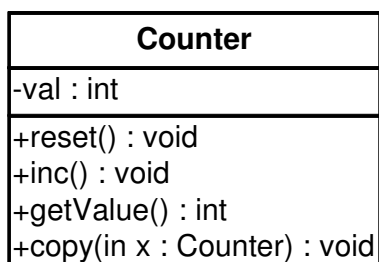 Counter
-val : int
+reset() : void
+inc() : void
+getValue() : int
+copy(in x : Counter) : void